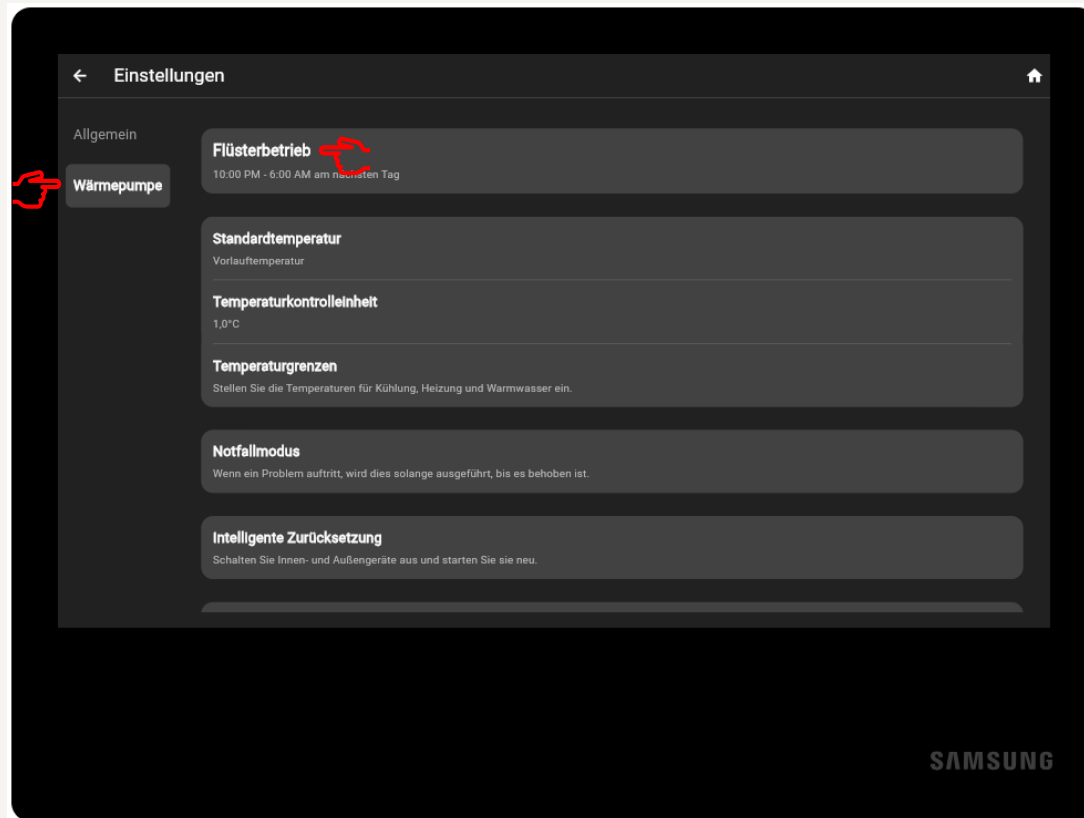 Einstellungen
Allgemein
Wärmepumpe
Flüsterbetrieb
10:00 PM - 6:00 AM am nächsten Tag
Standardtemperatur
Vorlauftemperatur
Temperaturkontrolleinheit
1,0°C
Temperaturgrenzen
Stellen Sie die Temperaturen für Kühlung, Heizung und Warmwasser ein.
Notfallmodus
Wenn ein Problem auftritt, wird dies solange ausgeführt, bis es behoben ist.
Intelligente Zurücksetzung
Schalten Sie Innen- und Außengeräte aus und starten Sie sie neu.
SAMSUNG